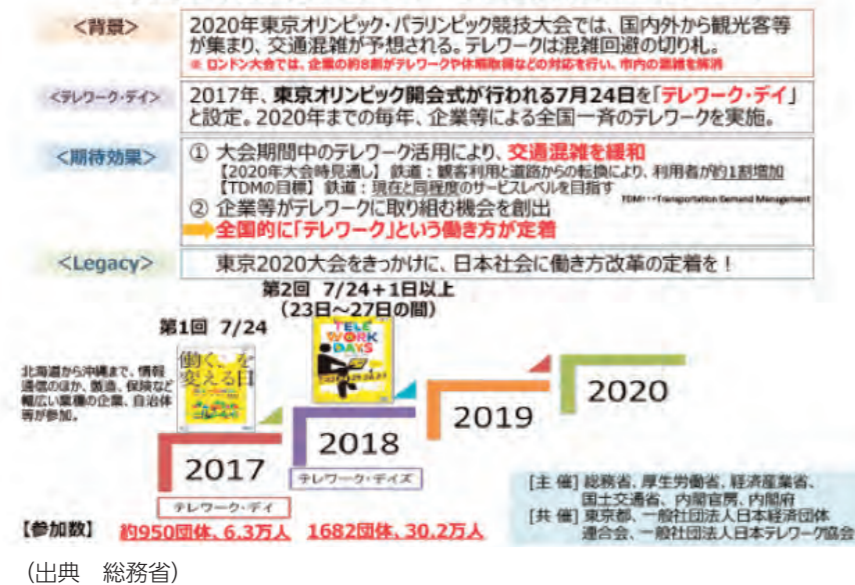 <背景>
2020年東京オリンピック・パラリンピック競技大会では、国内外から観光客等
が集まり、交通混雑が予想される。テレワークは混雑回避の切り札。
※ ロンドン大会では、企業の約8割がテレワークや休暇取得などの対応を行い、市内の混雑を解消
<テレワーク・デイ>
2017年、東京オリンピック開会式が行われる7月24日を「テレワーク・デイ」
と設定。2020年までの毎年、企業等による全国一斉のテレワークを実施。
<期待効果>
① 大会期間中のテレワーク活用により、交通混雑を緩和
【2020年大会時見通し】 鉄道：観客利用と道路からの転換により、利用者が約1割増加
【TDMの目標】 鉄道：現在と同程度のサービスレベルを目指す
TDM・・・Transportation Demand Management
② 企業等がテレワークに取り組む機会を創出
全国的に「テレワーク」という働き方が定着
<Legacy>
東京2020大会をきっかけに、日本社会に働き方改革の定着を！
第2回 7/24+1日以上
(23日～27日の間)
第1回 7/24
北海道から沖縄まで、情報
通信のほか、製造、保険など
幅広い業種の企業、自治体
等が参加。
働く、を
変える日
TELE
WORK
DAYS
2017
2018
2019
2020
テレワーク・デイ
テレワーク・デイズ
【参加数】 約950団体、6.3万人 1682団体、30.2万人
[主 催] 総務省、厚生労働省、経済産業省、
国土交通省、内閣官房、内閣府
[共 催] 東京都、一般社団法人日本経済団体
連合会、一般社団法人日本テレワーク協会
(出典 総務省)